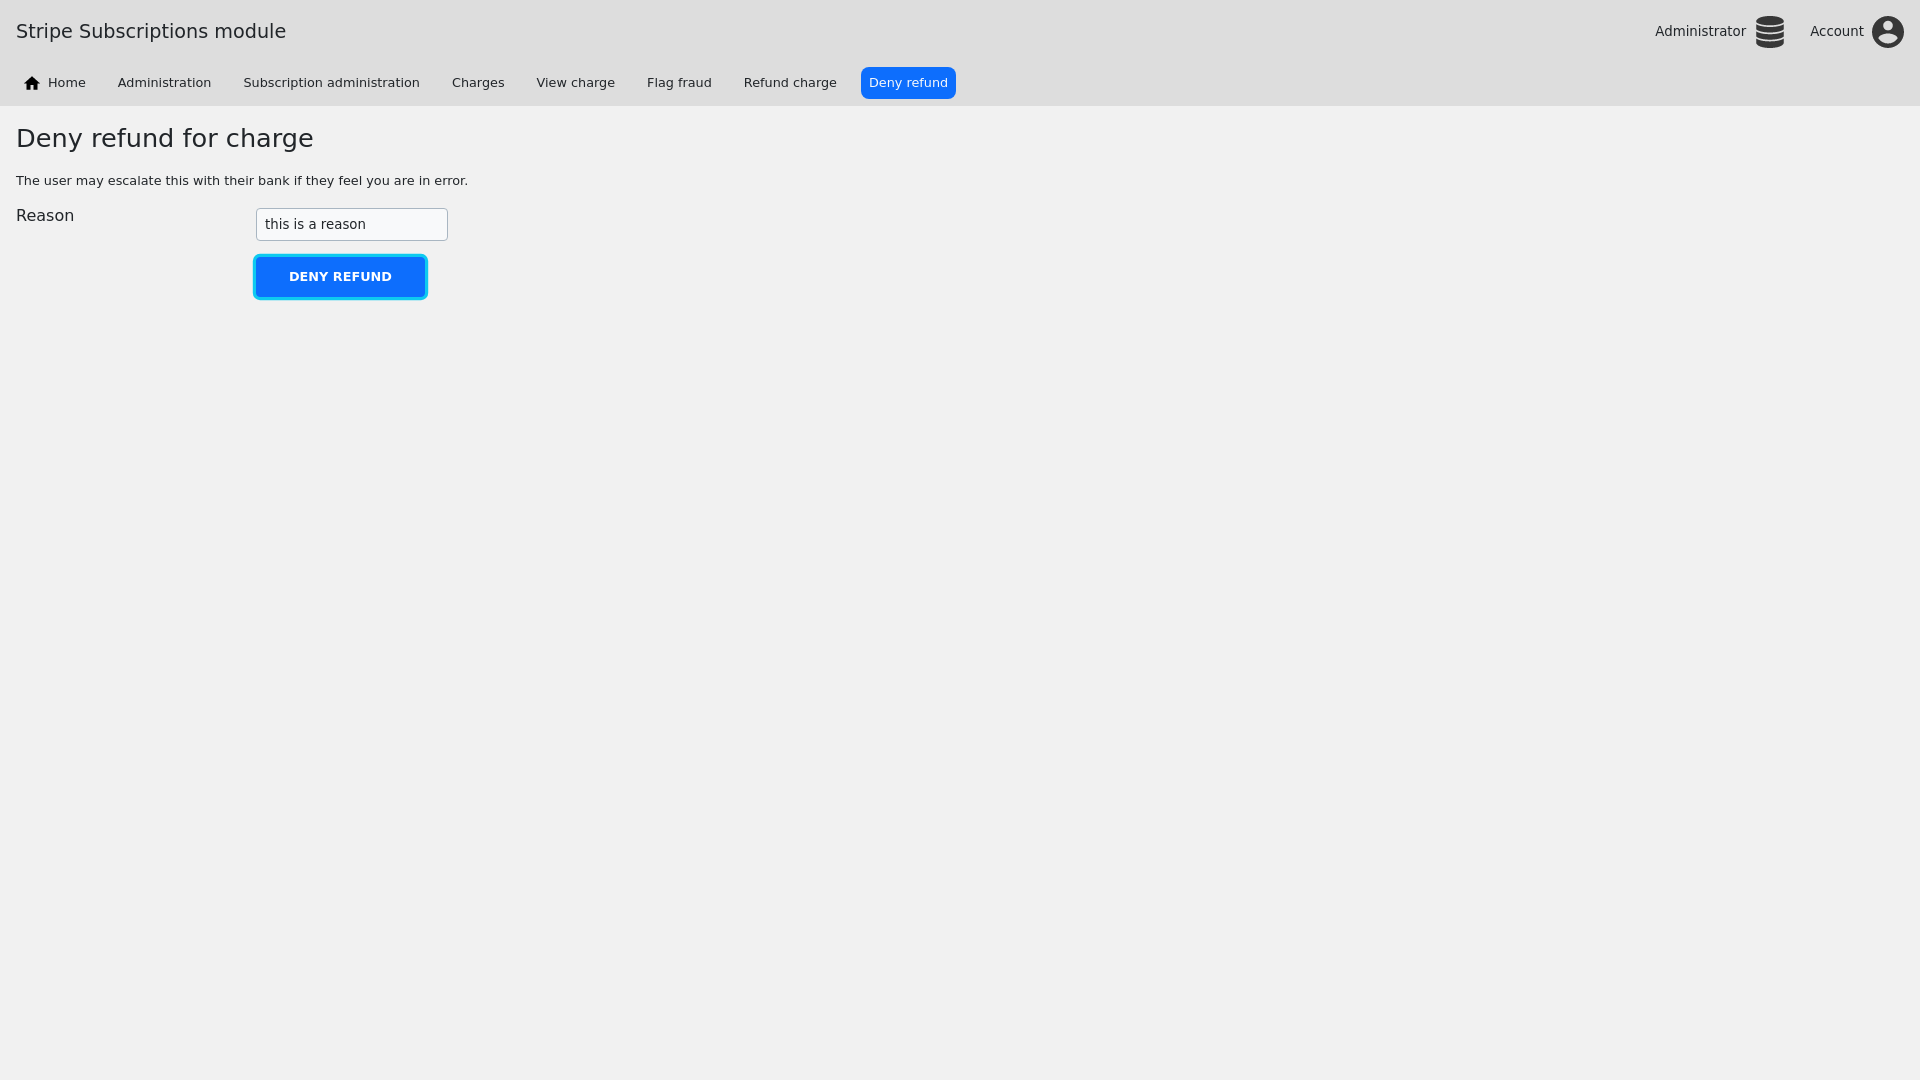 Stripe Subscriptions module
Administrator
Account
Home
Administration
Subscription administration
Charges
View charge
Flag fraud
Refund charge
Deny refund
Deny refund for charge
The user may escalate this with their bank if they feel you are in error.
Reason
this is a reason
DENY REFUND